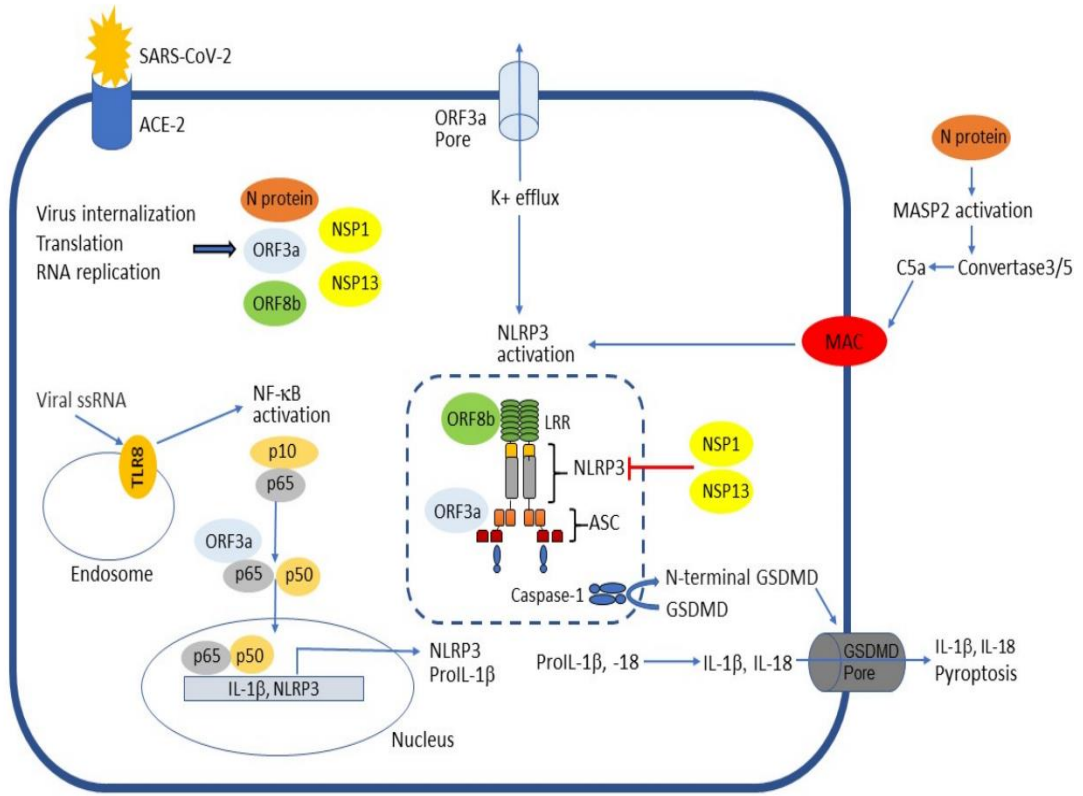 SARS-CoV-2
ACE-2
ORF3a
Pore
K+ efflux
N protein
MASP2 activation
C5a
Convertase3/5
MAC
Virus internalization
Translation
RNA replication
N protein
ORF3a
ORF8b
NSP1
NSP13
NLRP3
activation
Viral ssRNA
TLR8
Endosome
NF-κB
activation
p10
p65
ORF3a
p65
p50
p65
p50
IL-1β, NLRP3
Nucleus
NLRP3
ProIL-1β
ORF8b
LRR
NLRP3
NSP1
NSP13
ORF3a
ASC
Caspase-1
N-terminal GSDMD
GSDMD
ProIL-1β, -18
IL-1β, IL-18
GSDMD
Pore
IL-1β, IL-18
Pyroptosis